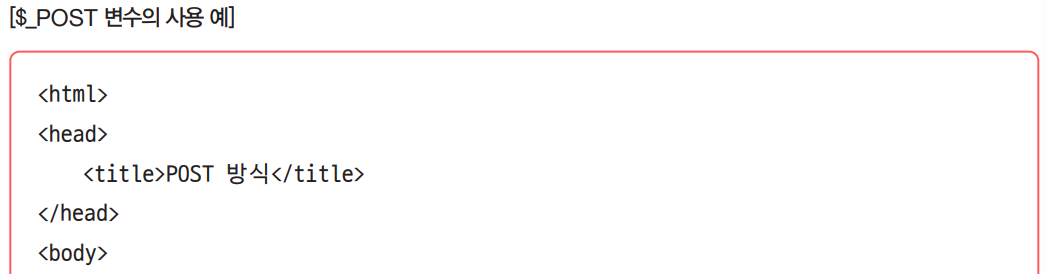 [$_POST 변수의 사용 예]
<html>
<head>
    <title>POST 방식</title>
</head>
<body>